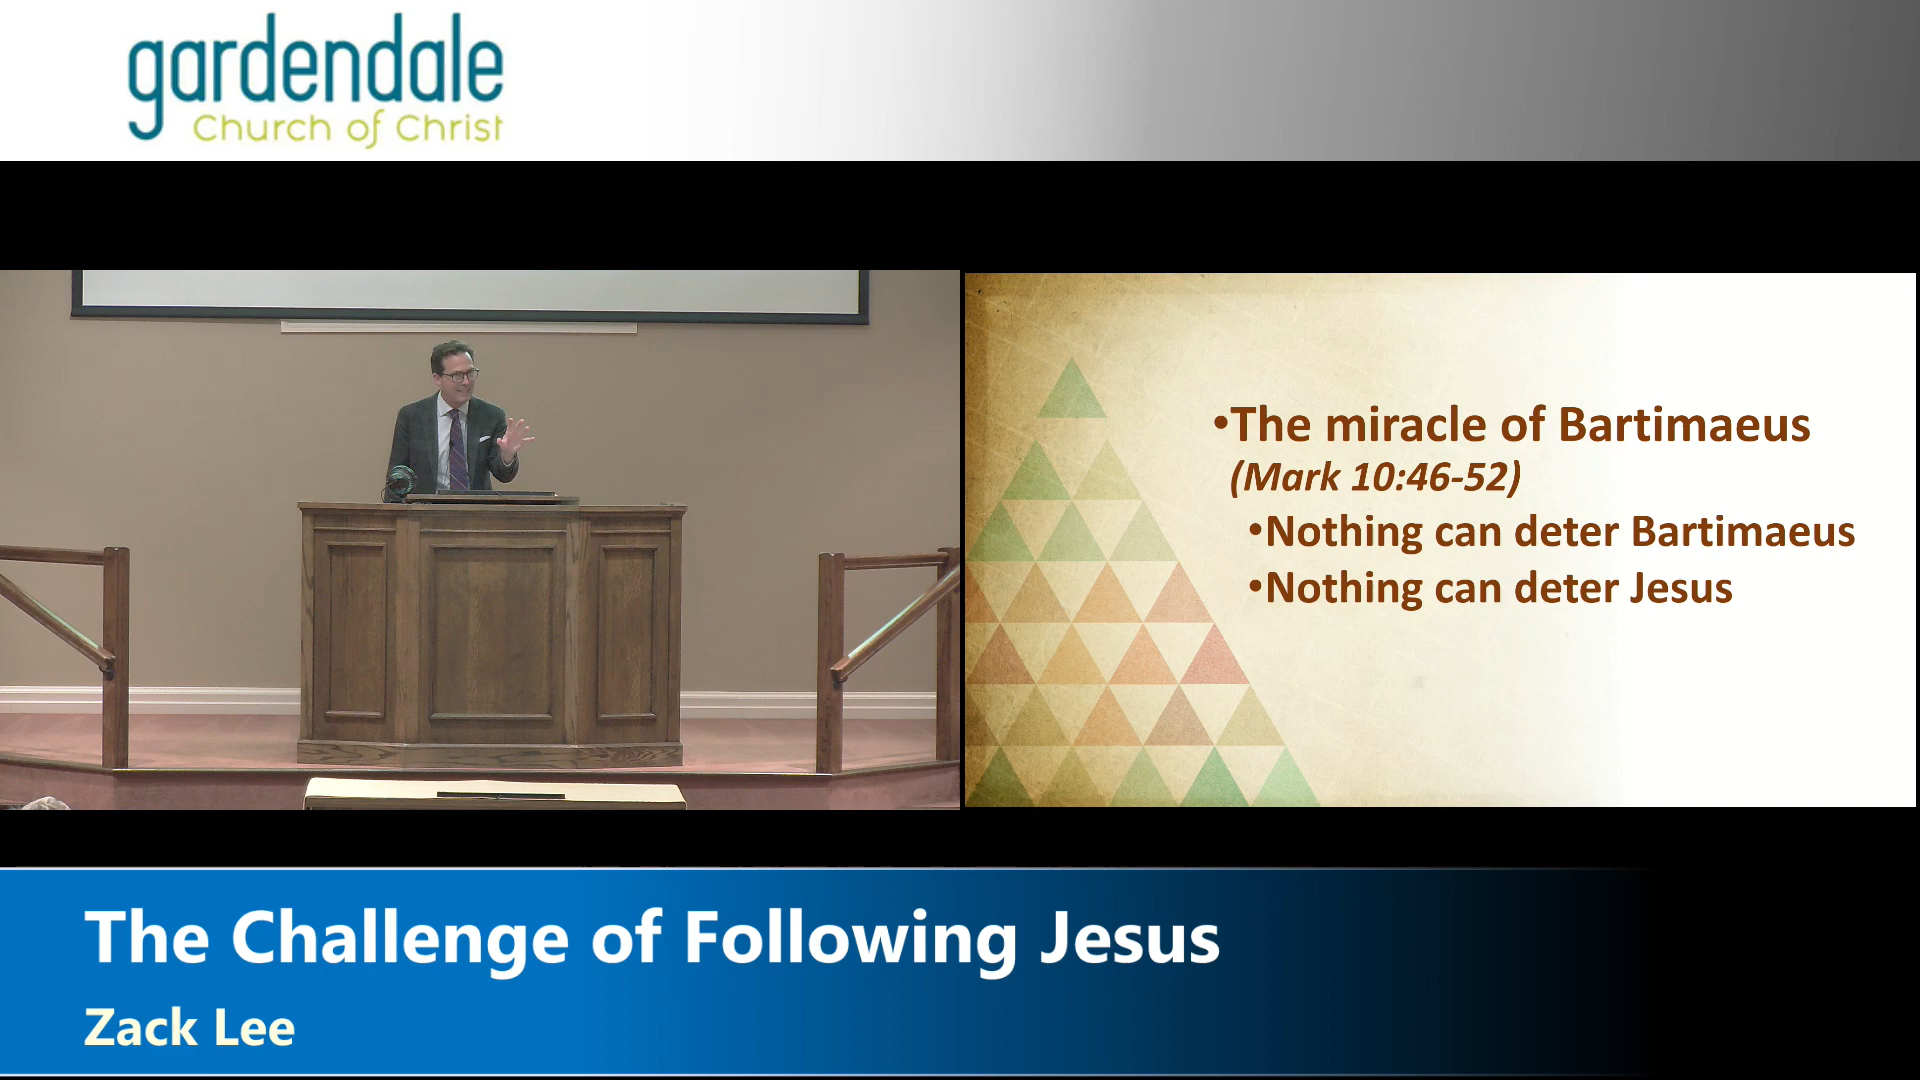 gardendale
Church of Christ
•The miracle of Bartimaeus
(Mark 10:46-52)
•Nothing can deter Bartimaeus
•Nothing can deter Jesus
The Challenge of Following Jesus
Zack Lee